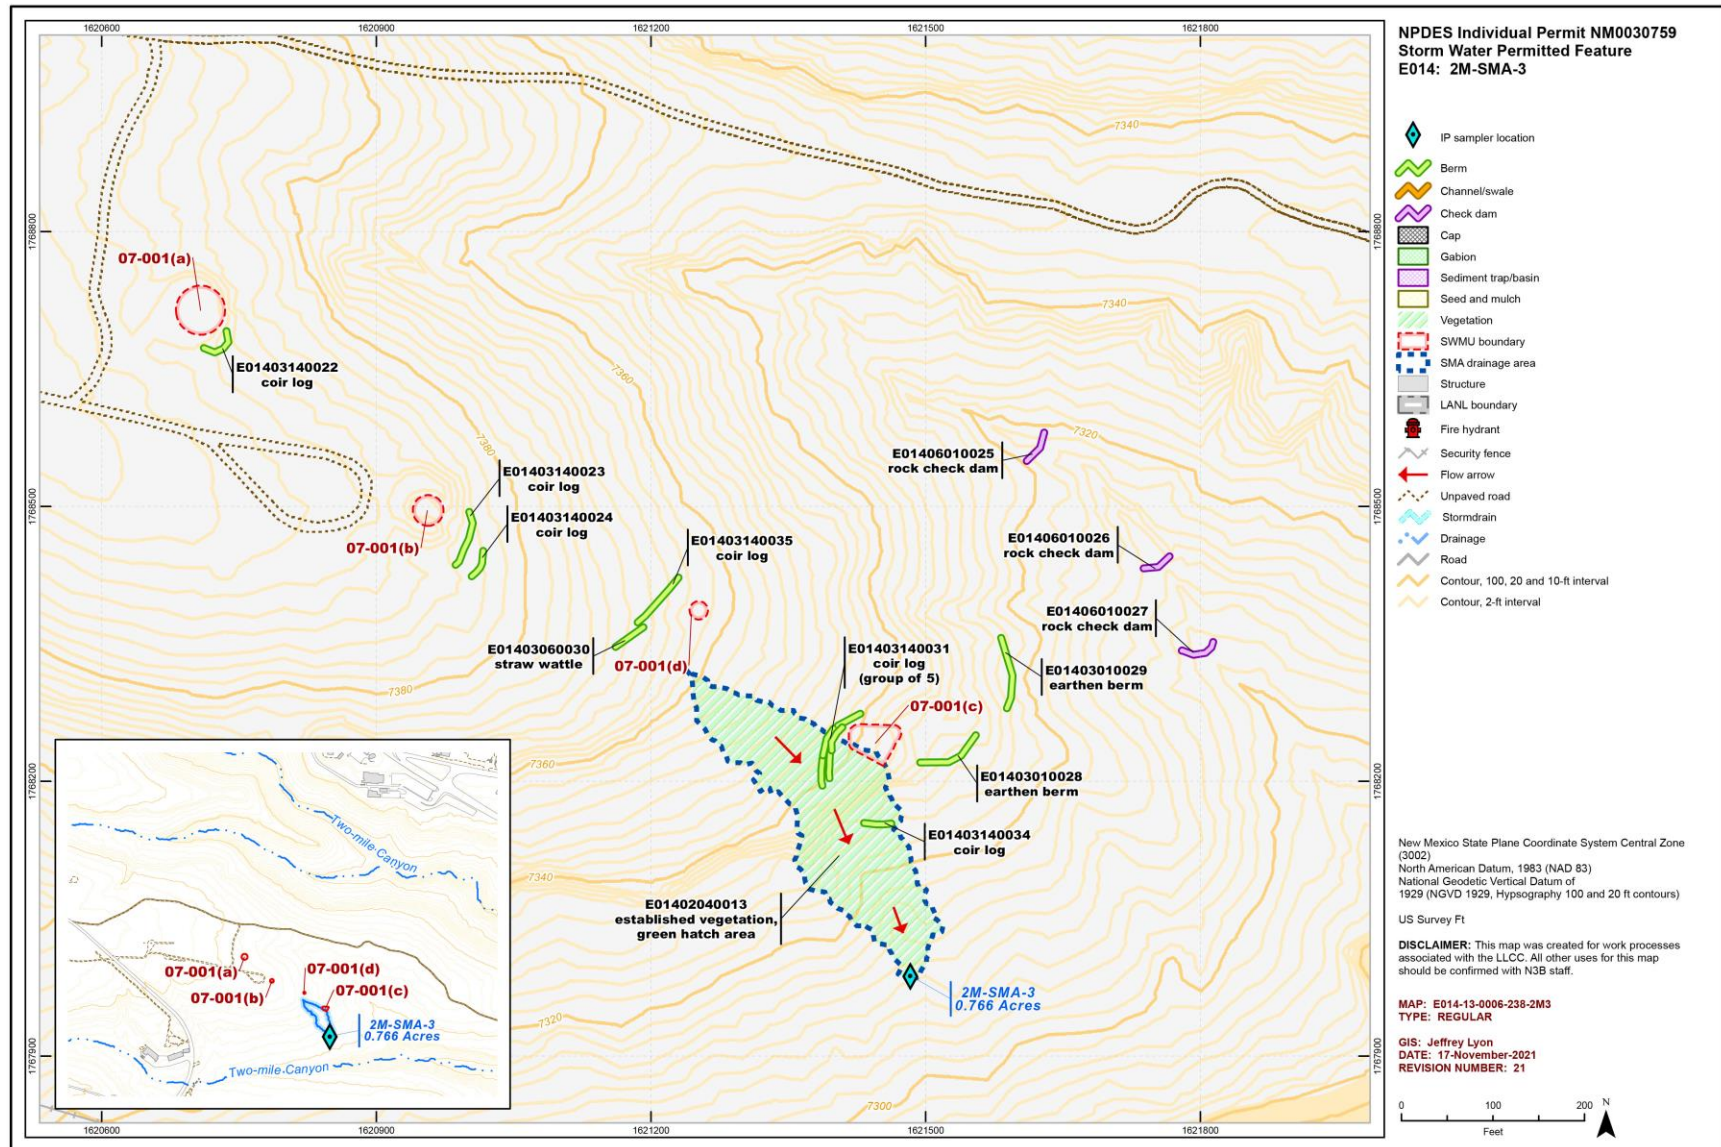 1620600
1620900
1621200
1621500
1621800
NPDES Individual Permit NM0030759
Storm Water Permitted Feature
E014: 2M-SMA-3
IP sampler location
Berm
Channel/swale
Check dam
Cap
Gabion
Sediment trap/basin
Seed and mulch
Vegetation
SWMU boundary
SMA drainage area
Structure
LANL boundary
Fire hydrant
Security fence
Flow arrow
Unpaved road
Stormdrain
Drainage
Road
Contour, 100, 20 and 10-ft interval
Contour, 2-ft interval
7340
1768800
1768800
07-001(a)
7340
E01403140022
coir log
7360
7380
7320
E01403140023
coir log
E01406010025
rock check dam
1768500
1768500
E01403140024
coir log
07-001(b)
E01403140035
coir log
E01406010026
rock check dam
E01406010027
rock check dam
E01403060030
straw wattle
07-001(d)
E01403140031
coir log
(group of 5)
E01403010029
earthen berm
7380
07-001(c)
7360
E01403010028
earthen berm
1768200
1768200
E01403140034
coir log
7340
E01402040013
established vegetation,
green hatch area
2M-SMA-3
0.766 Acres
7320
1767900
1767900
7300
Two-mile-Canyon
07-001(a)
07-001(d)
07-001(b)
07-001(c)
2M-SMA-3
0.766 Acres
Two-mile-Canyon
1620600
1620900
1621200
1621500
1621800
New Mexico State Plane Coordinate System Central Zone
(3002)
North American Datum, 1983 (NAD 83)
National Geodetic Vertical Datum of
1929 (NGVD 1929, Hypsography 100 and 20 ft contours)
US Survey Ft
DISCLAIMER: This map was created for work processes
associated with the LLCC. All other uses for this map
should be confirmed with N3B staff.
MAP: E014-13-0006-238-2M3
TYPE: REGULAR
GIS: Jeffrey Lyon
DATE: 17-November-2021
REVISION NUMBER: 21
0 100 200
Feet
N